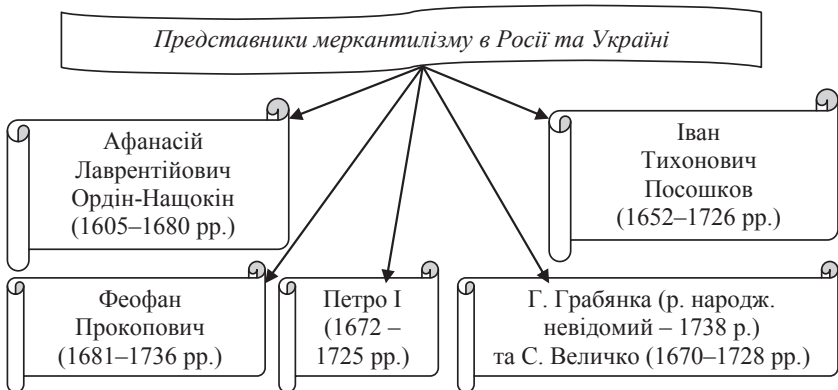 Представники меркантилізму в Росії та Україні
Афанасій
Лаврентійович
Ордін-Нащокін
(1605–1680 рр.)
Іван
Тихонович
Посошков
(1652–1726 рр.)
Феофан
Прокопович
(1681–1736 рр.)
Петро І
(1672 –
1725 рр.)
Г. Грабянка (р. народж.
невідомий – 1738 р.)
та С. Величко (1670–1728 рр.)